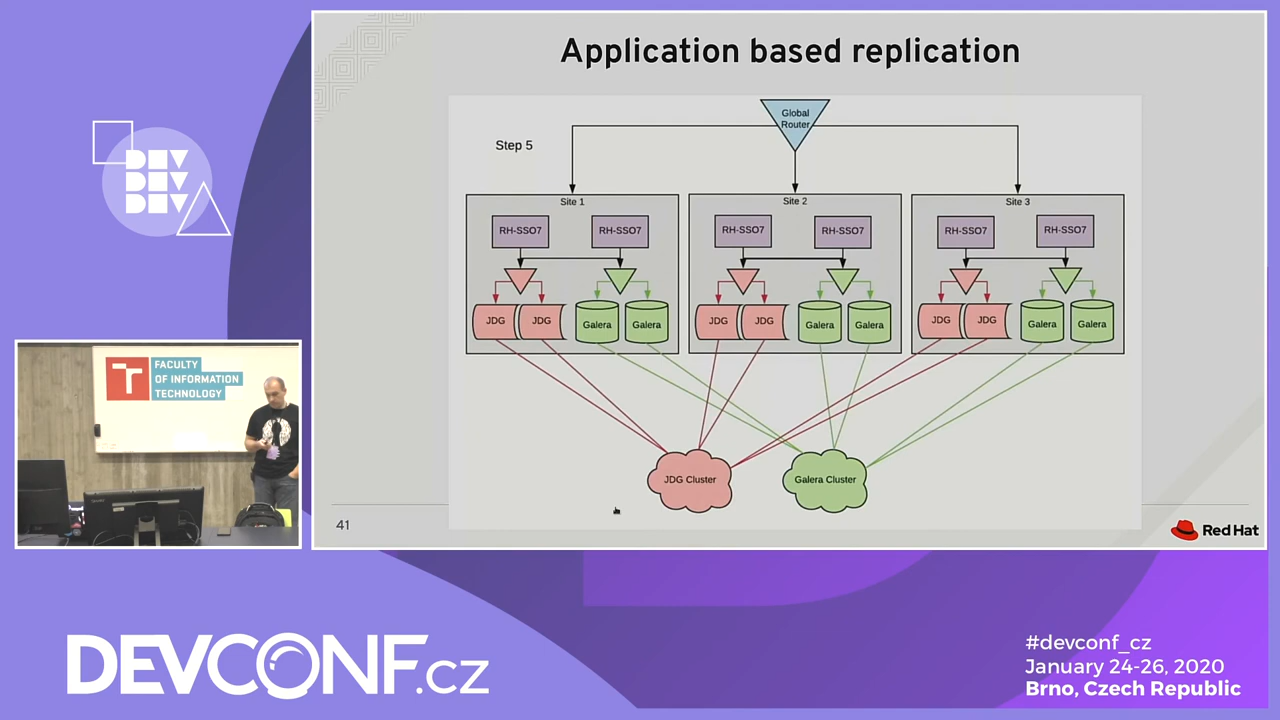 Application based replication
Global
Router
Step 5
Site 1
Site 2
Site 3
RH-SSO7
RH-SSO7
RH-SSO7
RH-SSO7
RH-SSO7
RH-SSO7
JDG
JDG
Galera
Galera
JDG
JDG
Galera
Galera
JDG
JDG
Galera
Galera
JDG Cluster
Galera Cluster
41
Red Hat
DEV
DEV
DEV
FACULTY
OF INFORMATION
TECHNOLOGY
DEVCONF.cz
#devconf_cz
January 24-26, 2020
Brno, Czech Republic